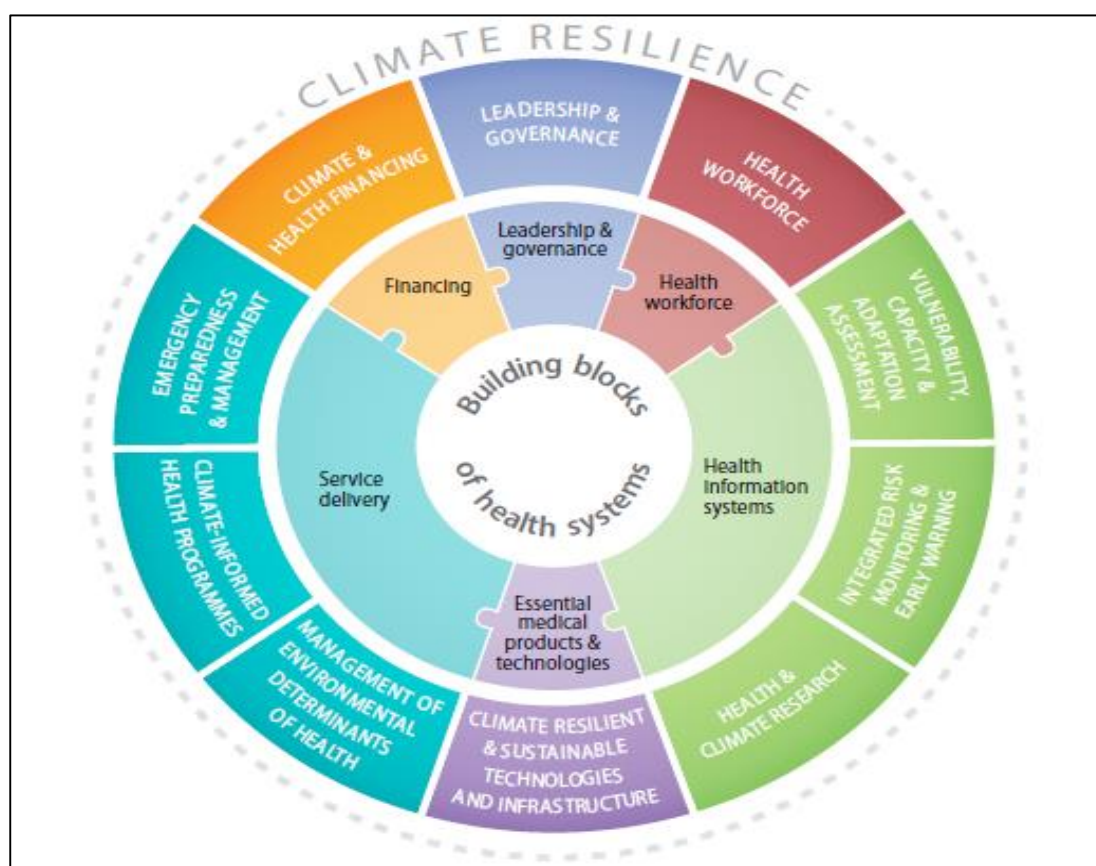 CLIMATE RESILIENCE
LEADERSHIP &
GOVERNANCE
HEALTH
WORKFORCE
VULNERABILITY,
CAPACITY &
ADAPTATION
ASSESSMENT
INTEGRATED RISK
MONITORING &
EARLY WARNING
HEALTH &
CLIMATE RESEARCH
CLIMATE RESILIENT
& SUSTAINABLE
TECHNOLOGIES
AND INFRASTRUCTURE
MANAGEMENT OF
ENVIRONMENTAL
DETERMINANTS
OF HEALTH
CLIMATE-INFORMED
HEALTH PROGRAMMES
EMERGENCY
PREPAREDNESS
& MANAGEMENT
CLIMATE &
HEALTH FINANCING
Leadership &
governance
Health
workforce
Health
information
systems
Essential
medical
products &
technologies
Service
delivery
Financing
Building blocks
of health systems